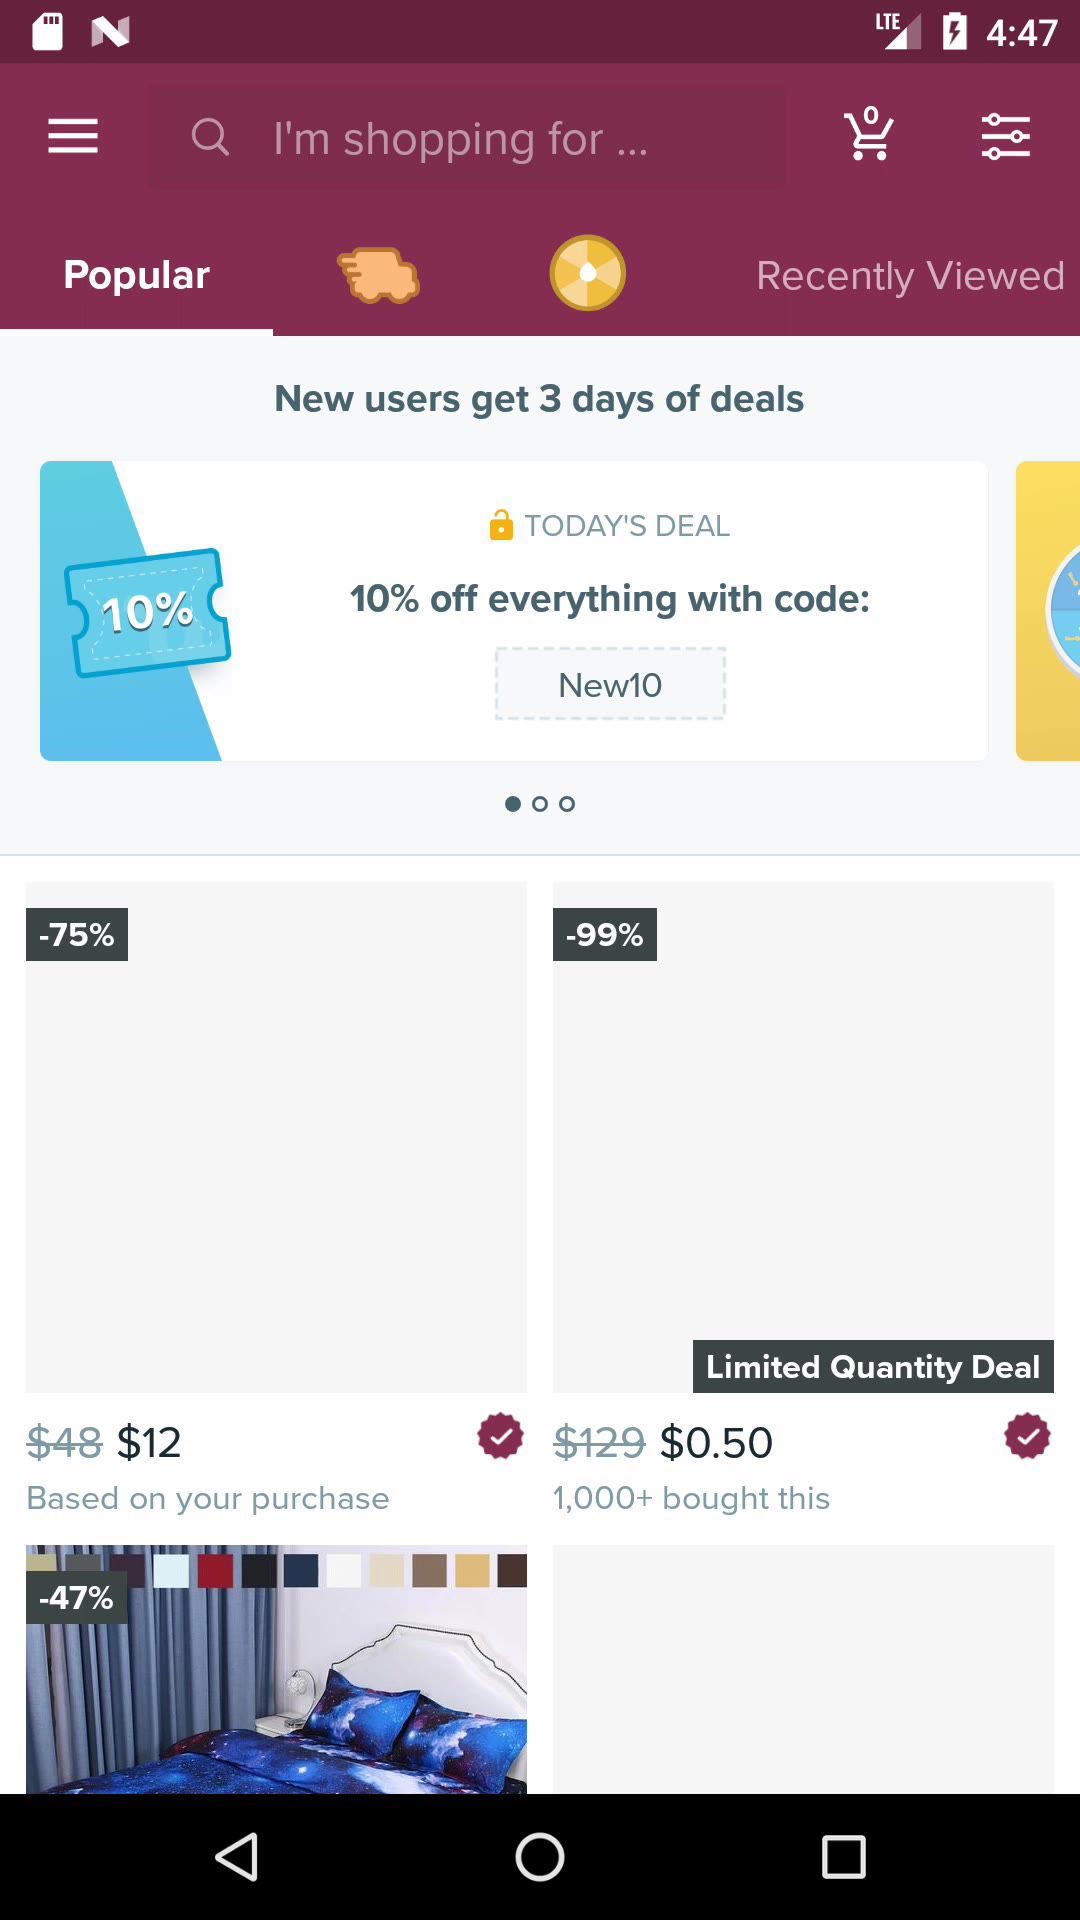 LTE 4:47
I'm shopping for ...
0
Popular
Recently Viewed
New users get 3 days of deals
10%
TODAY'S DEAL
10% off everything with code:
New10
-75%
-99%
Limited Quantity Deal
$48 $12
$129 $0.50
Based on your purchase
1,000+ bought this
-47%